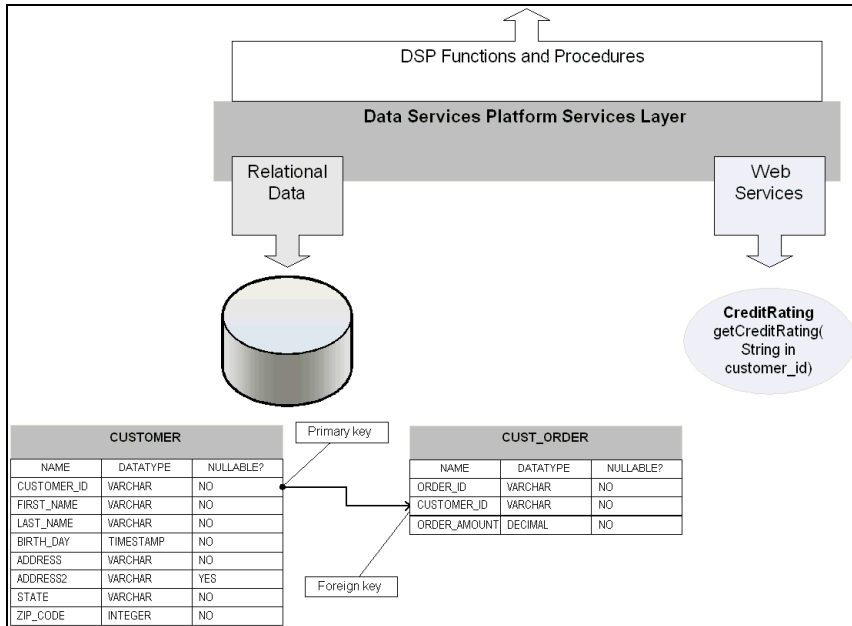 DSP Functions and Procedures
Data Services Platform Services Layer
Relational
Data
Web
Services
CreditRating
getCreditRating(
String in
customer_id)
CUSTOMER
NAME DATATYPE NULLABLE?
CUSTOMER_ID VARCHAR NO
FIRST_NAME VARCHAR NO
LAST_NAME VARCHAR NO
BIRTH_DAY TIMESTAMP NO
ADDRESS VARCHAR NO
ADDRESS2 VARCHAR YES
STATE VARCHAR NO
ZIP_CODE INTEGER NO
Primary key
Foreign key
CUST_ORDER
NAME DATATYPE NULLABLE?
ORDER_ID VARCHAR NO
CUSTOMER_ID VARCHAR NO
ORDER_AMOUNT DECIMAL NO